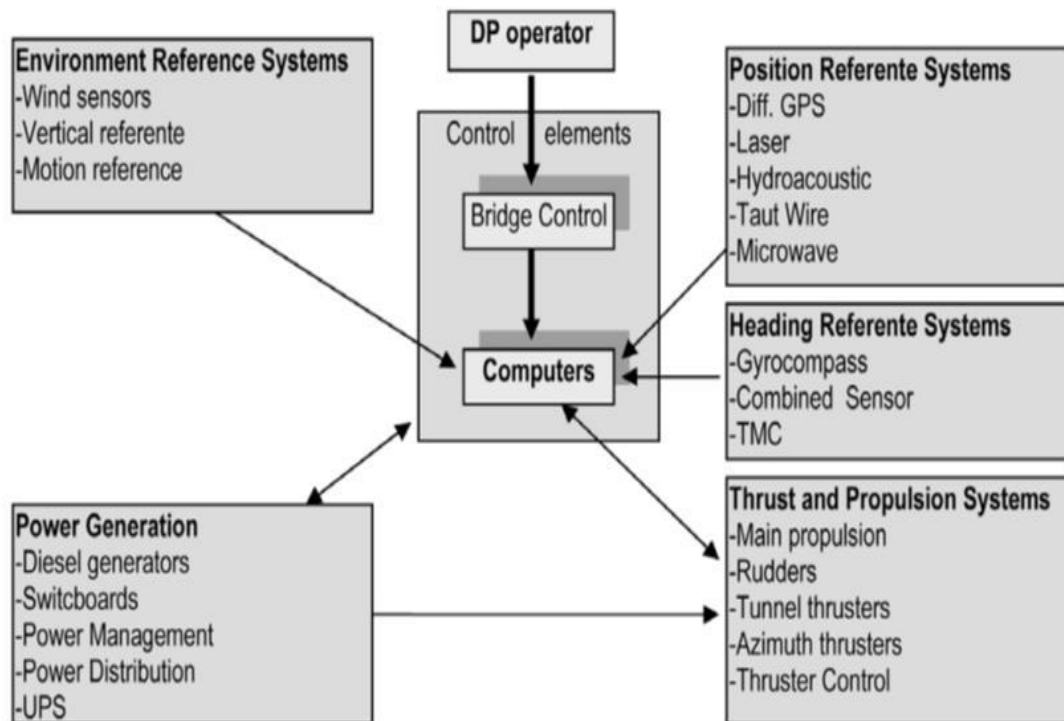 DP operator
Environment Reference Systems
-Wind sensors
-Vertical referente
-Motion reference
Control elements
Bridge Control
Computers
Position Referente Systems
-Diff. GPS
-Laser
-Hydroacoustic
-Taut Wire
-Microwave
Heading Referente Systems
-Gyrocompass
-Combined Sensor
-TMC
Power Generation
-Diesel generators
-Switcboards
-Power Management
-Power Distribution
-UPS
Thrust and Propulsion Systems
-Main propulsion
-Rudders
-Tunnel thrusters
-Azimuth thrusters
-Thruster Control